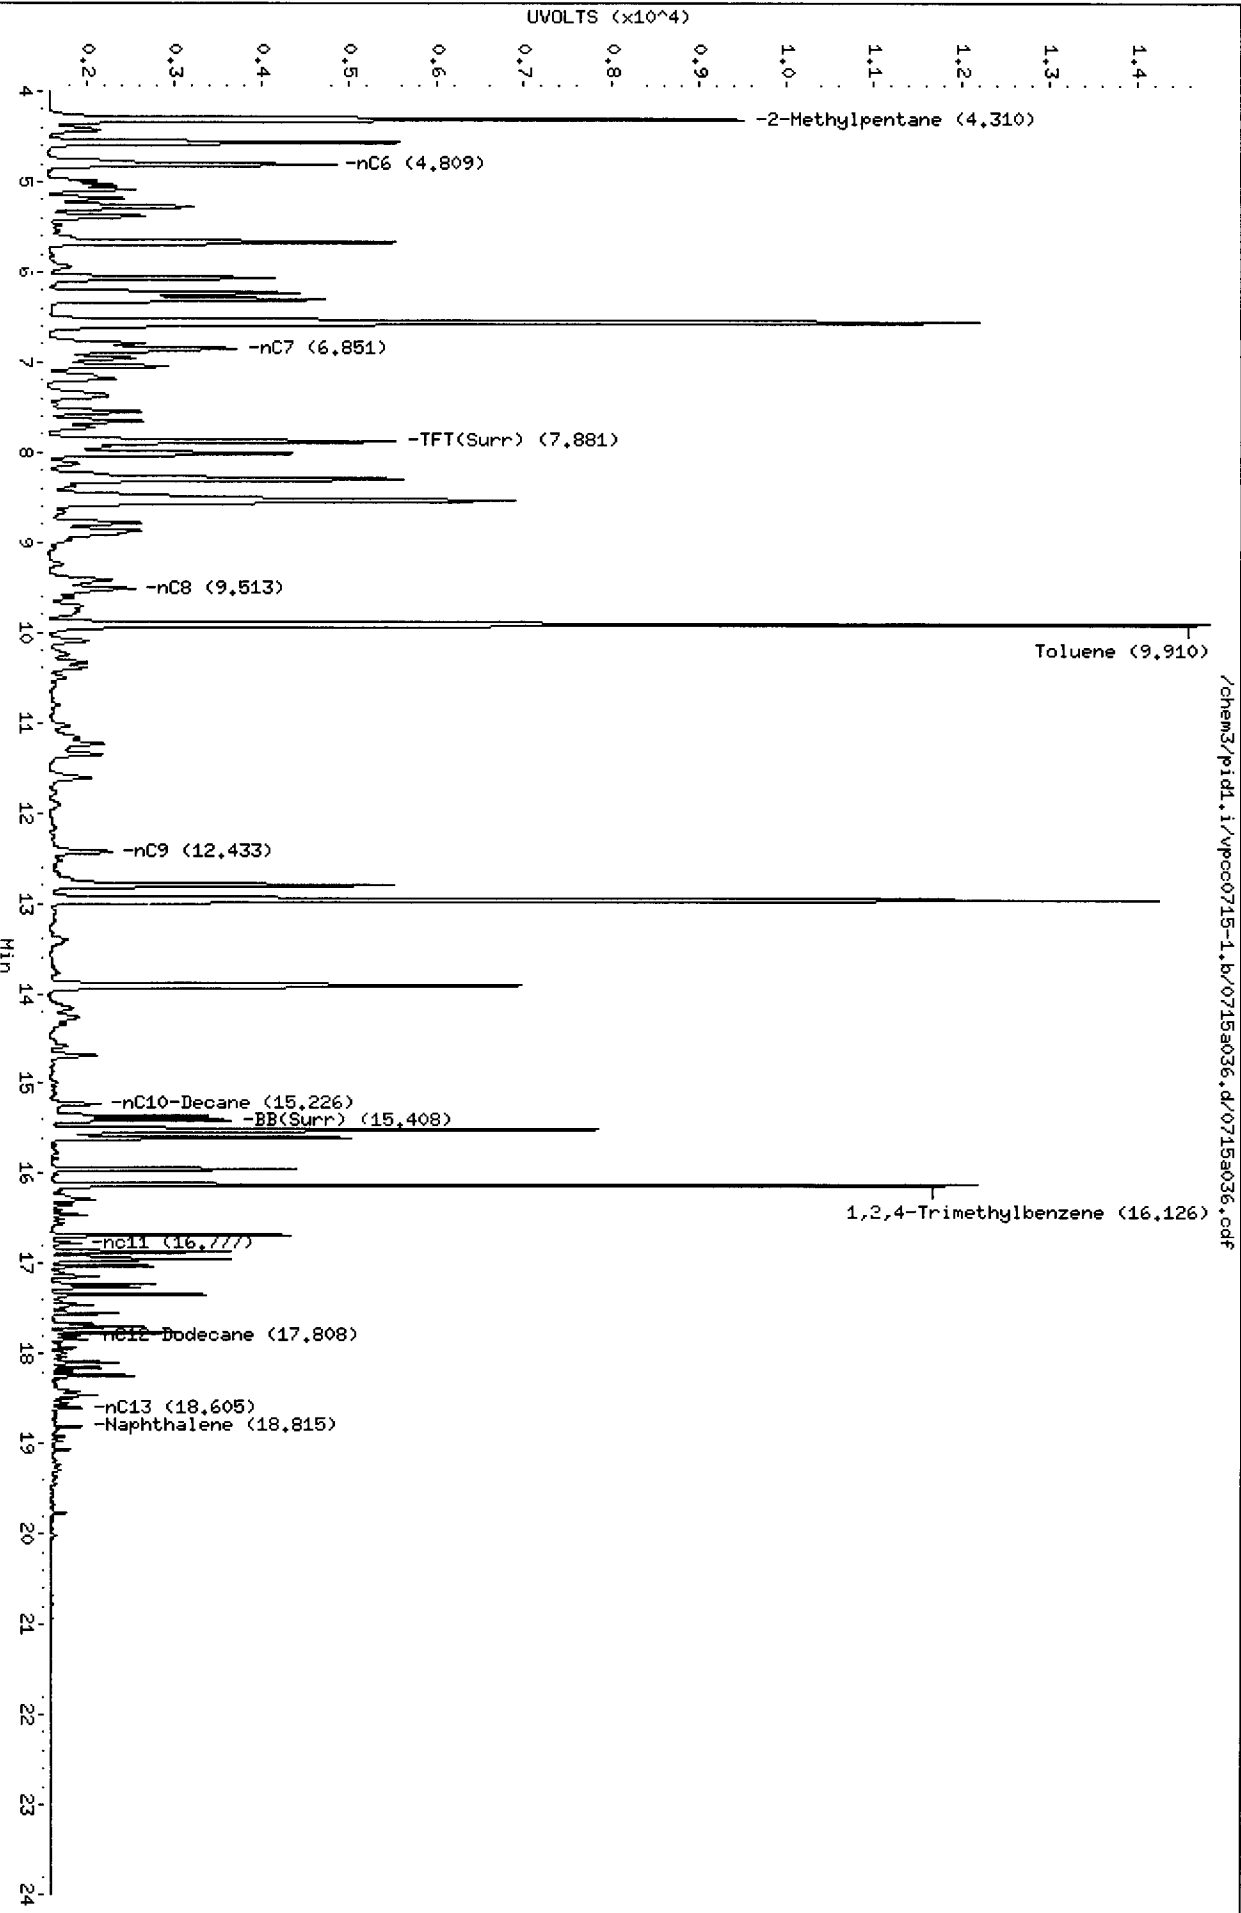 /chem3/pid1.i/vpcc0715-1.b/0715a036.d/0715a036.cdf
UVOLTS (x10^4)
0.2
0.3
0.4
0.5
0.6
0.7
0.8
0.9
1.0
1.1
1.2
1.3
1.4
-2-Methylpentane (4.310)
-nC6 (4.809)
-nC7 (6.851)
-TFT(Surr) (7.881)
-nC8 (9.513)
Toluene (9.910)
-nC9 (12.433)
-nC10-Decane (15.226)
-BB(Surr) (15.408)
1,2,4-Trimethylbenzene (16.126)
-nc11 (16.777)
-nC12-Dodecane (17.808)
-nC13 (18.605)
-Naphthalene (18.815)
4
5
6
7
8
9
10
11
12
13
14
15
16
17
18
19
20
21
22
23
24
Min